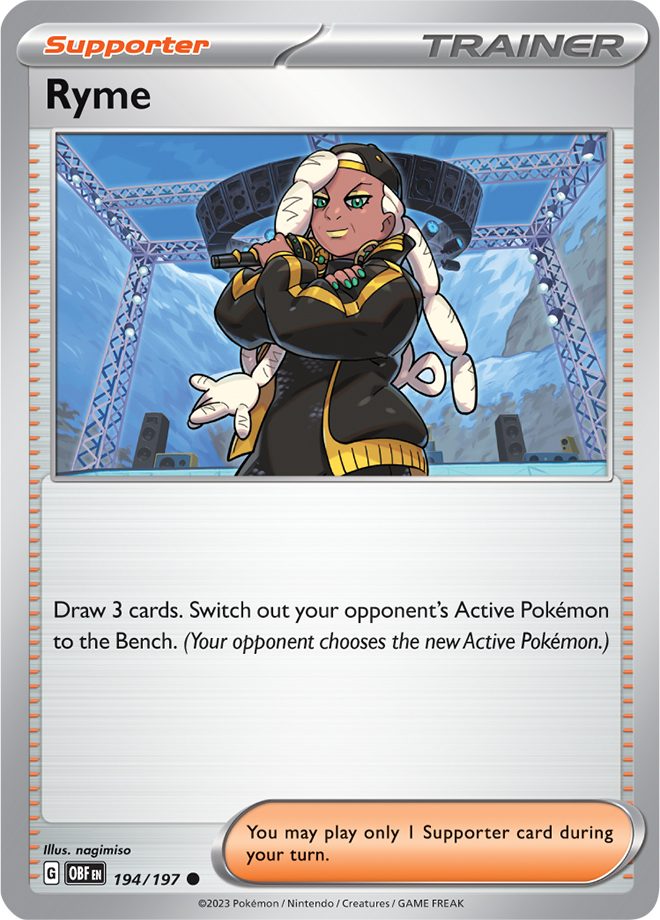 Supporter
TRAINER
Ryme
Draw 3 cards. Switch out your opponent's Active Pokémon
to the Bench. (Your opponent chooses the new Active Pokémon.)
You may play only 1 Supporter card during
your turn.
Illus. nagimiso
G OBF EN 194/197
©2023 Pokémon / Nintendo / Creatures / GAME FREAK